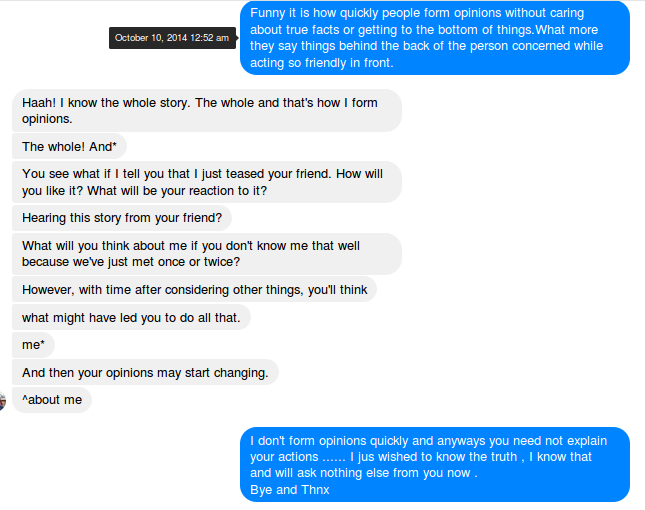 Funny it is how quickly people form opinions without caring
October 10, 2014 12:52 am
about true facts or getting to the bottom of things.What more
they say things behind the back of the person concerned while
acting so friendly in front.
Haah! I know the whole story. The whole and that's how I form
opinions.
The whole! And*
You see what if I tell you that I just teased your friend. How will
you like it? What will be your reaction to it?
Hearing this story from your friend?
What will you think about me if you don't know me that well
because we've just met once or twice?
However, with time after considering other things, you'll think
what might have led you to do all that.
me*
And then your opinions may start changing.
^about me
I don't form opinions quickly and anyways you need not explain
your actions ...... I jus wished to know the truth , I know that
and will ask nothing else from you now .
Bye and Thnx